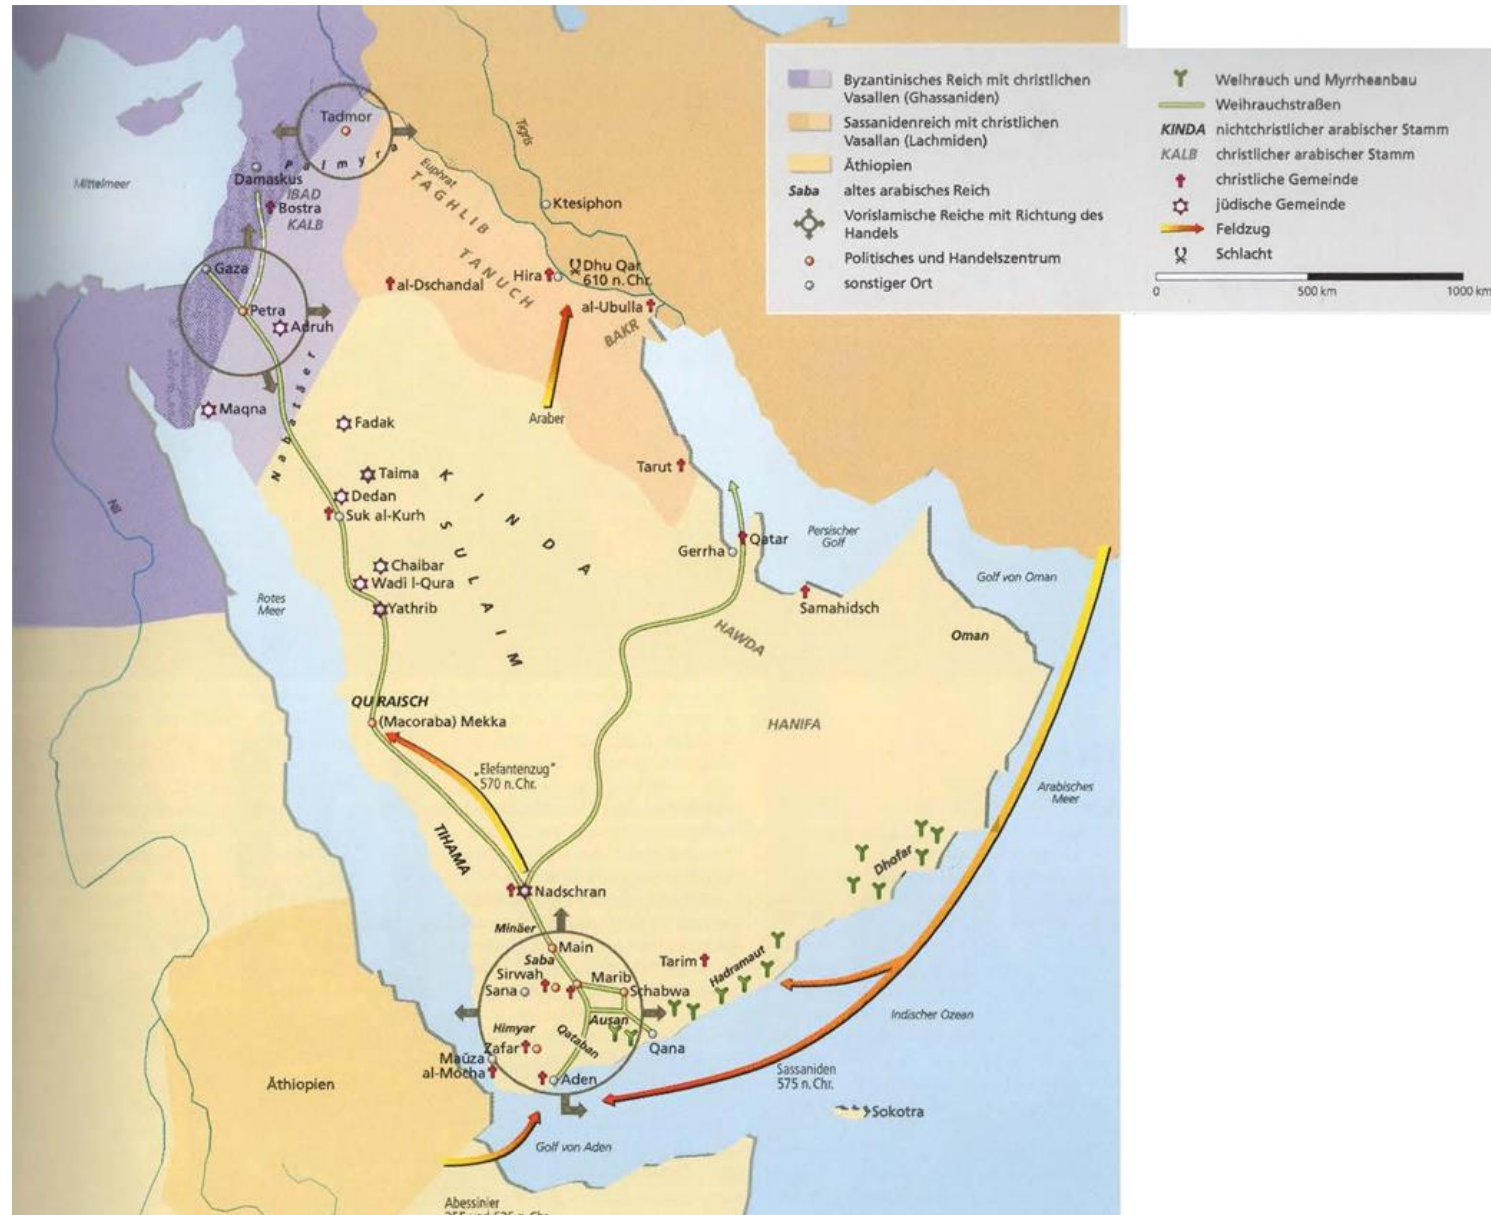 Byzantinisches Reich mit christlichen
Vasallen (Ghassaniden)
Sassanidenreich mit christlichen
Vasallan (Lachmiden)
Äthiopien
Saba altes arabisches Reich
Vorislamische Reiche mit Richtung des
Handels
Politisches und Handelszentrum
sonstiger Ort
Weihrauch und Myrrheanbau
Weihrauchstraßen
KINDA nichtchristlicher arabischer Stamm
KALB christlicher arabischer Stamm
christliche Gemeinde
jüdische Gemeinde
Feldzug
Schlacht
0 500 km 1000 km
Tadmor
Palmyra
Tigris
Euphrat
Mittelmeer
Damaskus
IBAD
Bostra
KALB
TAGHLIB
Ktesiphon
TANUCH
Gaza
Hira
Dhu Qar
610 n. Chr.
al-Dschandal
al-Ubulla
Petra
Adruh
BAKR
Nabatäer
Maqna
Fadak
Araber
Taima
KINDA
Tarut
Dedan
Suk al-Kurh
SULAIM
Nil
Qatar
Persischer
Golf
Gerrha
Chaibar
Wadi l-Qura
Golf von Oman
Rotes
Meer
Yathrib
Samahidsch
HAWDA
Oman
QURAISCH
(Macoraba) Mekka
HANIFA
„Elefantenzug"
570 n. Chr.
Arabisches
Meer
TIHAMA
Dhofar
Nadschran
Minäer
Main
Saba
Sirwah
Marib
Tarim
Hadramaut
Sana
Schabwa
Ausan
Himyar
Qataban
Indischer Ozean
Zafar
Qana
Maûza
al-Mocha
Aden
Sassaniden
575 n. Chr.
Äthiopien
Sokotra
Golf von Aden
Abessinier